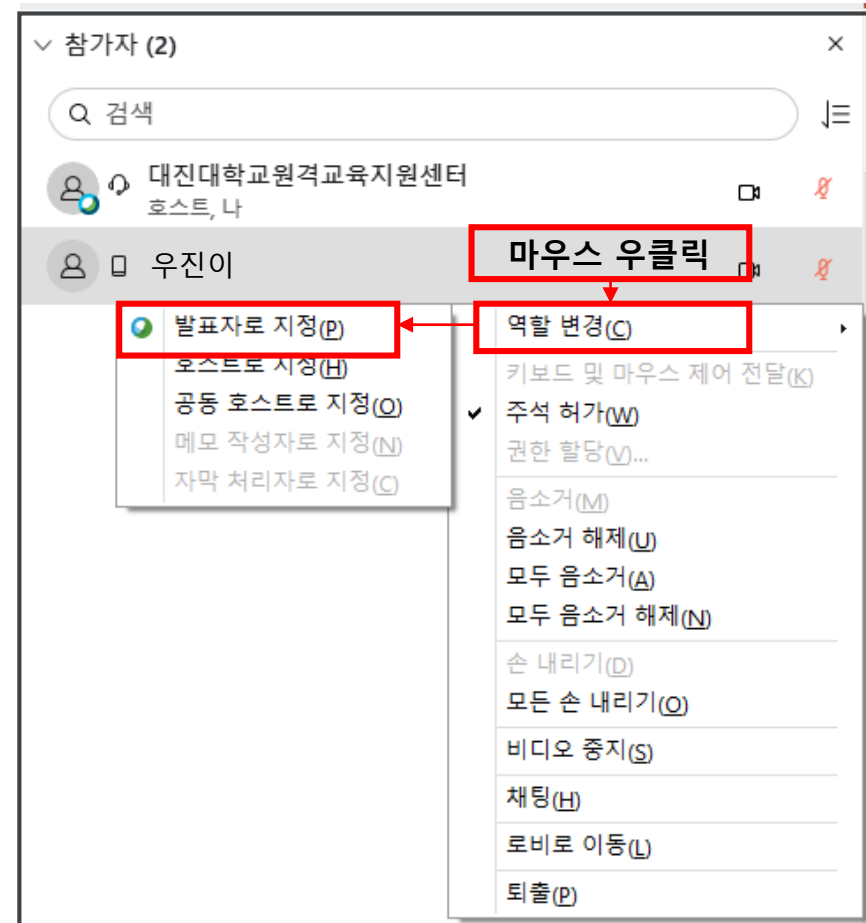 참가자 (2)
검색
대진대학교원격교육지원센터
호스트, 나
우진이
마우스 우클릭
발표자로 지정(P)
호스트로 지정(H)
공동 호스트로 지정(O)
메모 작성자로 지정(N)
자막 처리자로 지정(C)
역할 변경(C)
키보드 및 마우스 제어 전달(K)
주석 허가(W)
권한 할당(V)...
음소거(M)
음소거 해제(U)
모두 음소거(A)
모두 음소거 해제(N)
손 내리기(D)
모든 손 내리기(O)
비디오 중지(S)
채팅(H)
로비로 이동(L)
퇴출(P)